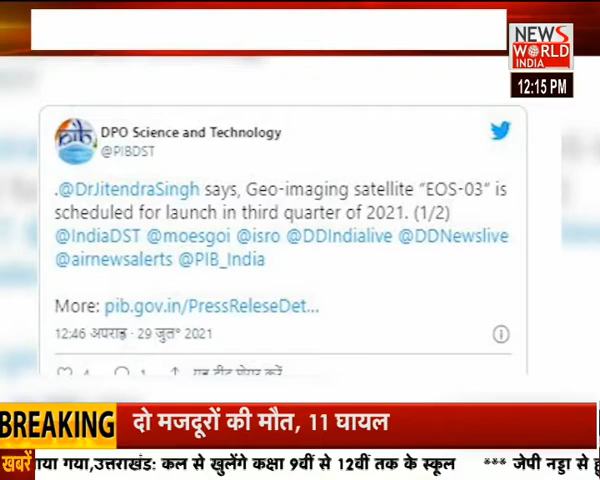 NEWS
WORLD
INDIA
12:15 PM
pib
DPO Science and Technology
@PIBDST
.@DrJitendraSingh says, Geo-imaging satellite "EOS-03" is
scheduled for launch in third quarter of 2021. (1/2)
@IndiaDST @moesgoi @isro @DDIndialive @DDNewslive
@airnewsalerts @PIB_India
More: pib.gov.in/PressReleseDet...
12:46 अपराह्न · 29 जुल॰ 2021
BREAKING दो मजदूरों की मौत, 11 घायल
खबरें गया,उत्तराखंड: कल से खुलेंगे कक्षा 9वीं से 12वीं तक के स्कूल *** जेपी नड्डा से